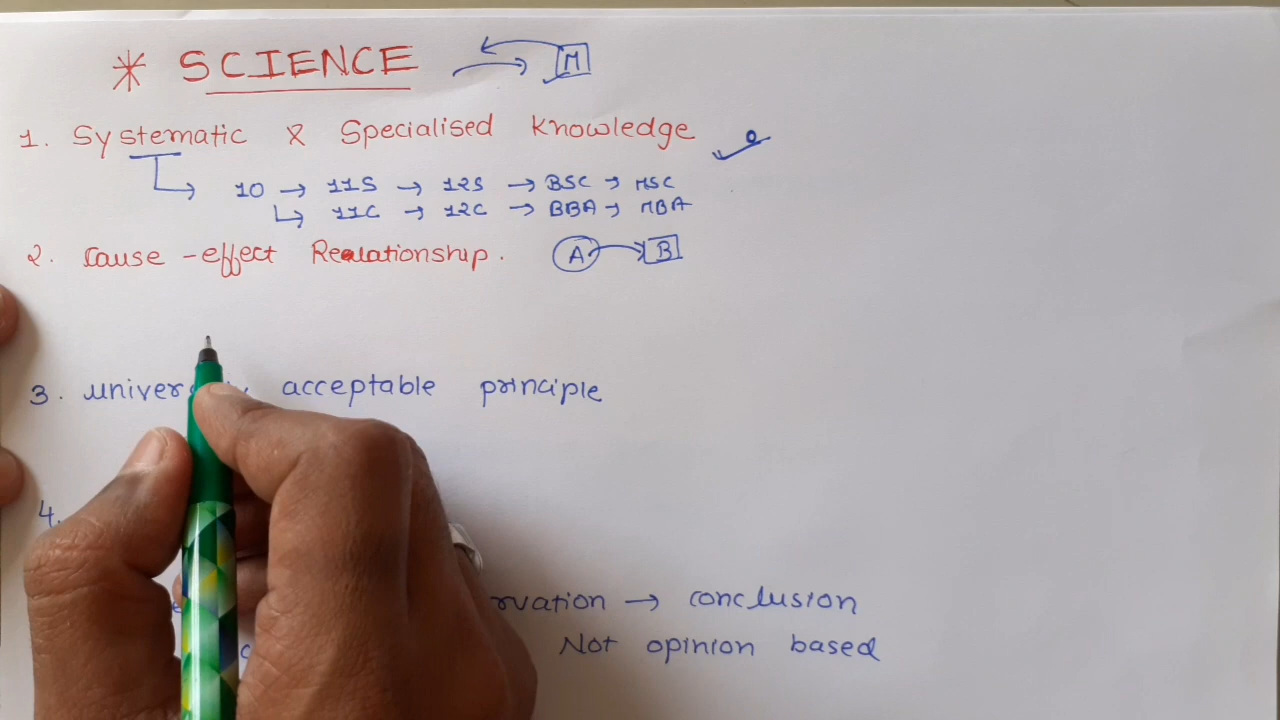 * SCIENCE M
1. Systematic & Specialised Knowledge
10 → 11S → 12S → BSC → MSC
↳ 11C → 12C → BBA → MBA
2. Cause-effect Realationship. A → B
3. acceptable principle
4.
→ conclusion
Not opinion based